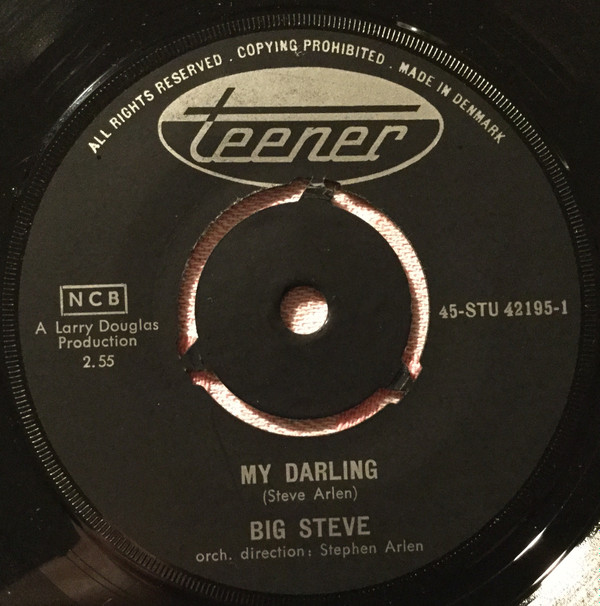 ALL RIGHTS RESERVED . COPYING PROHIBITED . MADE IN DENMARK
teener
NCB
A Larry Douglas
Production
2.55
45-STU 42195-1
MY DARLING
(Steve Arlen)
BIG STEVE
orch. direction: Stephen Arlen